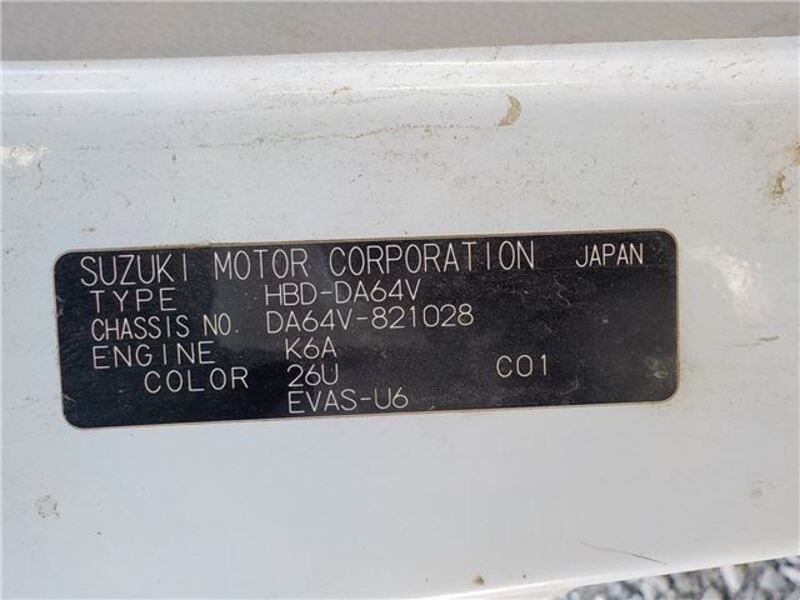 SUZUKI MOTOR CORPORATION JAPAN
TYPE HBD-DA64V
CHASSIS NO. DA64V-821028
ENGINE K6A
COLOR 26U C01
EVAS-U6